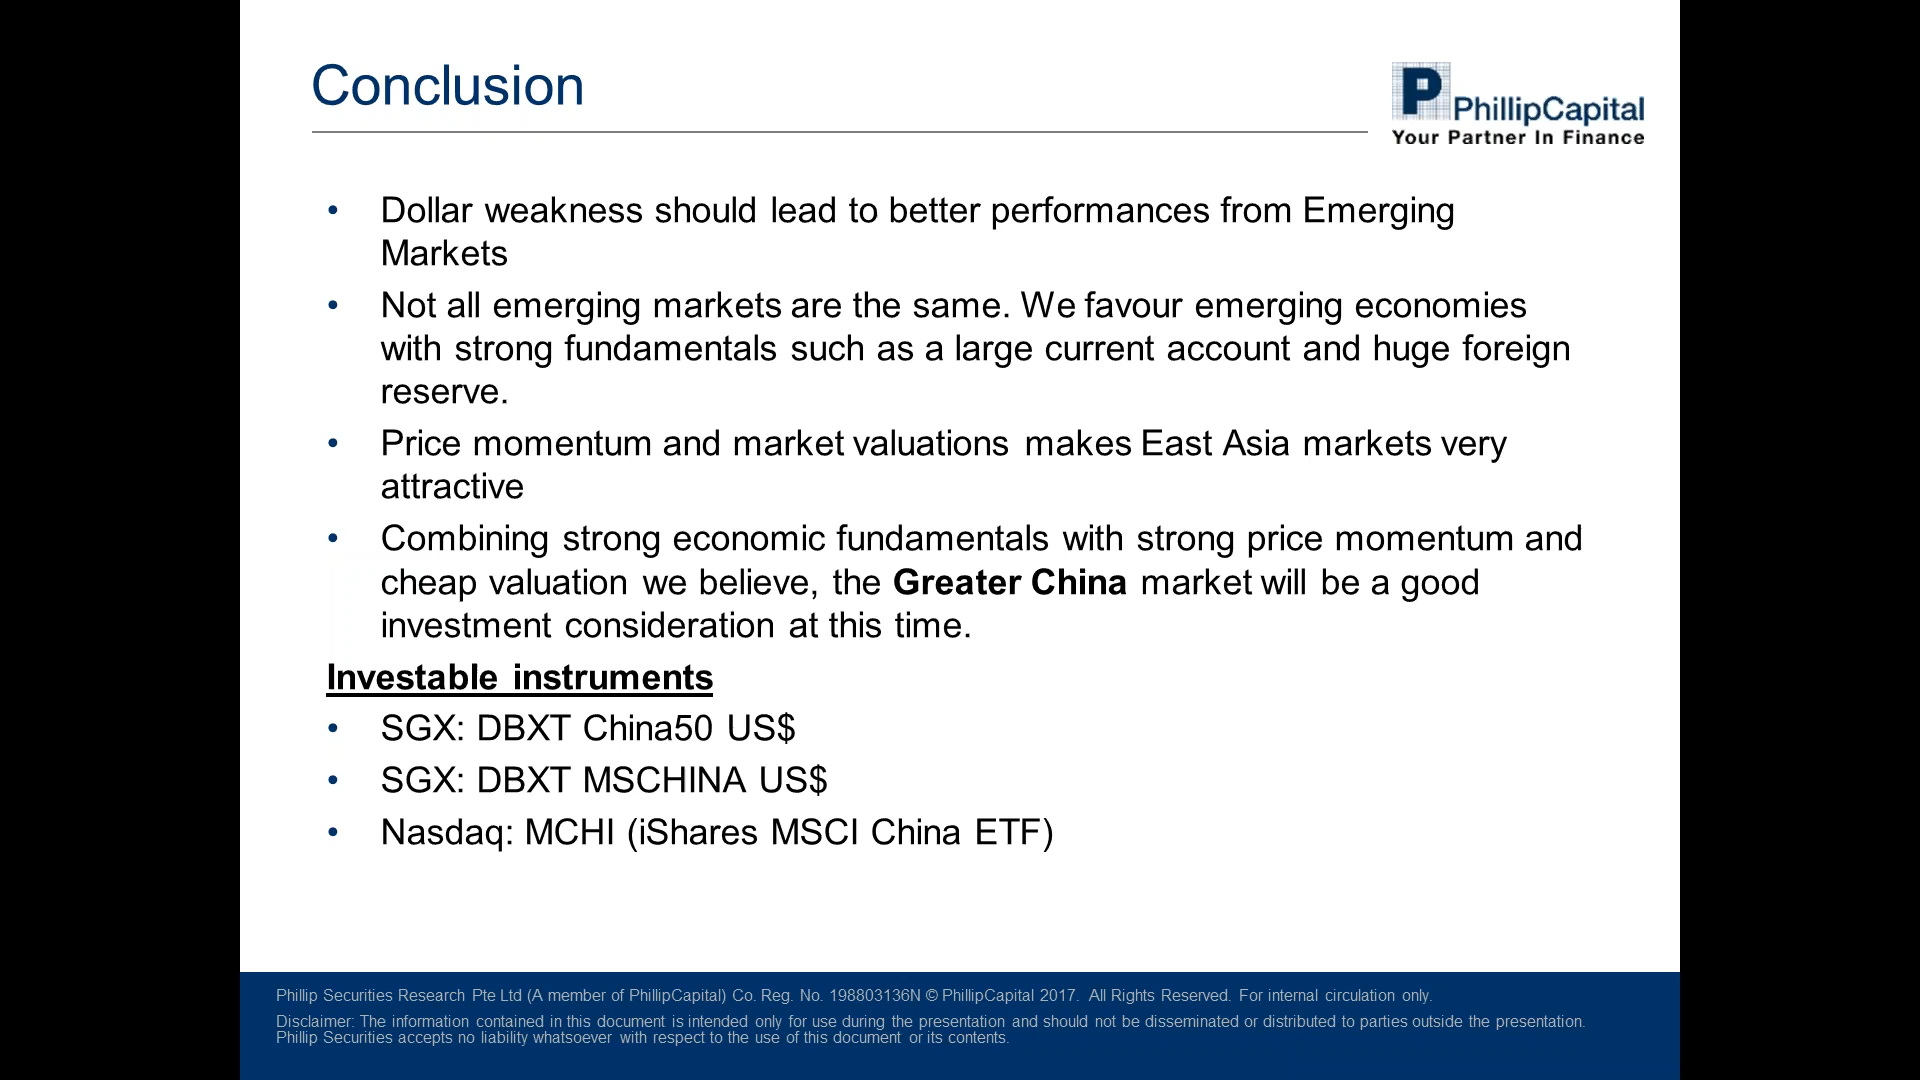 Conclusion
P
PhillipCapital
Your Partner In Finance
• Dollar weakness should lead to better performances from Emerging
Markets
• Not all emerging markets are the same. We favour emerging economies
with strong fundamentals such as a large current account and huge foreign
reserve.
• Price momentum and market valuations makes East Asia markets very
attractive
• Combining strong economic fundamentals with strong price momentum and
cheap valuation we believe, the Greater China market will be a good
investment consideration at this time.
Investable instruments
• SGX: DBXT China50 US$
• SGX: DBXT MSCHINA US$
• Nasdaq: MCHI (iShares MSCI China ETF)
Phillip Securities Research Pte Ltd (A member of PhillipCapital) Co. Reg. No. 198803136N © PhillipCapital 2017. All Rights Reserved. For internal circulation only.
Disclaimer: The information contained in this document is intended only for use during the presentation and should not be disseminated or distributed to parties outside the presentation.
Phillip Securities accepts no liability whatsoever with respect to the use of this document or its contents.